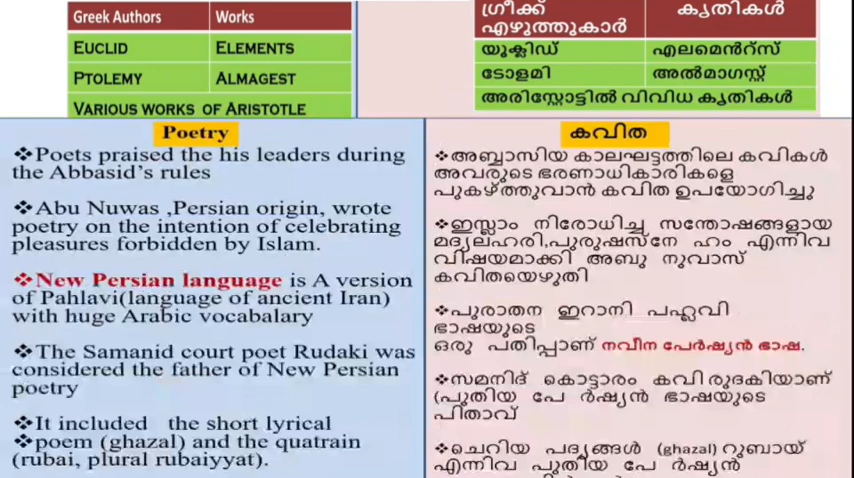 Greek Authors Works
EUCLID ELEMENTS
PTOLEMY ALMAGEST
VARIOUS WORKS OF ARISTOTLE
ഗ്രീക്ക് എഴുത്തുകാർ കൃതികൾ
യൂക്ലിഡ് എലമെൻറ്സ്
ടോളമി അൽമാഗസ്റ്റ്
അരിസ്റ്റോട്ടിൽ വിവിധ കൃതികൾ
Poetry
❖Poets praised the his leaders during
the Abbasid’s rules
❖Abu Nuwas ,Persian origin, wrote
poetry on the intention of celebrating
pleasures forbidden by Islam.
❖New Persian language is A version
of Pahlavi(language of ancient Iran)
with huge Arabic vocabalary
❖The Samanid court poet Rudaki was
considered the father of New Persian
poetry
❖It included the short lyrical
❖poem (ghazal) and the quatrain
(rubai, plural rubaiyyat).
കവിത
❖അബ്ബാസിയ കാലഘട്ടത്തിലെ കവികൾ
അവരുടെ ഭരണാധികാരികളെ
പുകഴ്ത്തുവാൻ കവിത ഉപയോഗിച്ചു
❖ഇസ്ലാം നിരോധിച്ച സന്തോഷങ്ങളായ
മദ്യലഹരി,പുരുഷസ്നേ ഹം എന്നിവ
വിഷയമാക്കി അബു നുവാസ്
കവിതയെഴുതി
❖പുരാതന ഇറാനി പഹ്ലവി
ഭാഷയുടെ
ഒരു പതിപ്പാണ് നവീന പേർഷ്യൻ ഭാഷ.
❖സമനിദ് കൊട്ടാരം കവി രുദകിയാണ്
(പുതിയ പേ ർഷ്യൻ ഭാഷയുടെ
പിതാവ്
❖ചെറിയ പദ്യങ്ങൾ (ghazal) റുബായ്
എന്നിവ പുതിയ പേ ർഷ്യൻ